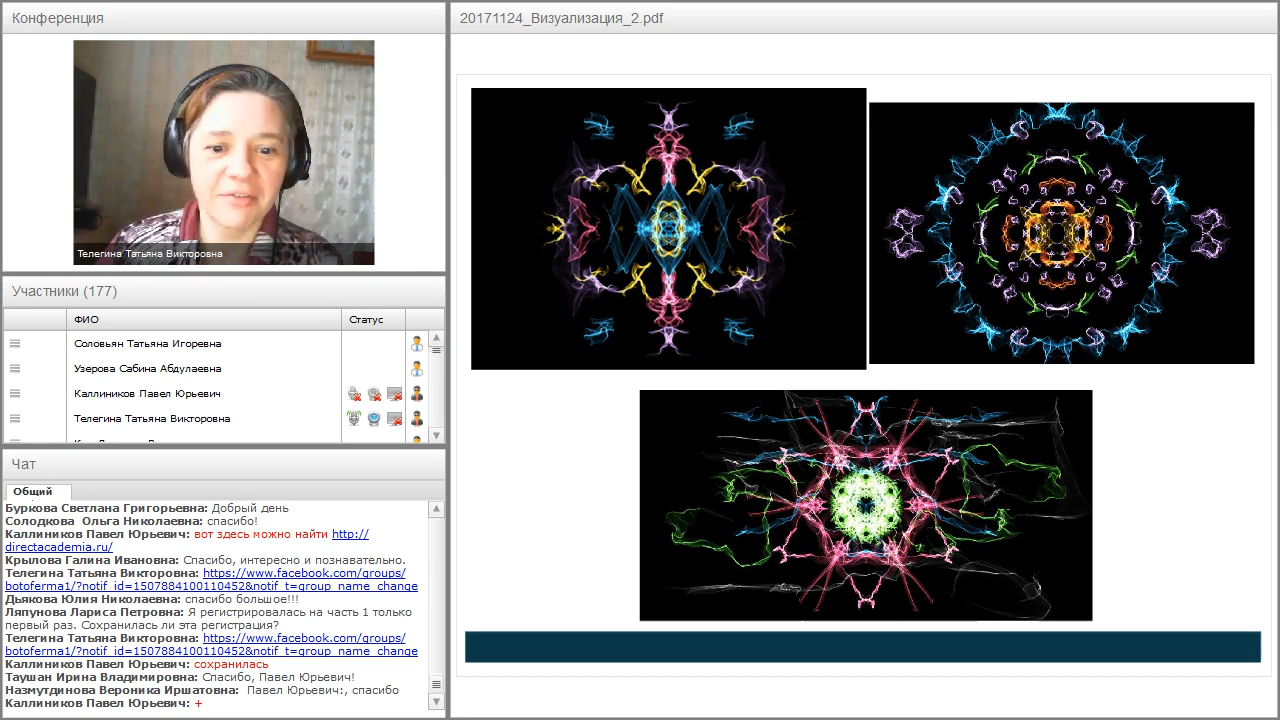 Конференция
20171124_Визуализация_2.pdf
Телегина Татьяна Викторовна
Участники (177)
ФИО Статус
Соловьян Татьяна Игоревна
Узерова Сабина Абдулаевна
Каллиников Павел Юрьевич
Телегина Татьяна Викторовна
Чат
Общий
Буркова Светлана Григорьевна: Добрый день
Солодкова Ольга Николаевна: спасибо!
Каллиников Павел Юрьевич: вот здесь можно найти http://
directacademia.ru/
Крылова Галина Ивановна: Спасибо, интересно и познавательно.
Телегина Татьяна Викторовна: https://www.facebook.com/groups/
botoferma1/?notif_id=1507884100110452&notif_t=group_name_change
Дьякова Юлия Николаевна: спасибо большое!!!
Ляпунова Лариса Петровна: Я регистрировалась на часть 1 только
первый раз. Сохранилась ли эта регистрация?
Телегина Татьяна Викторовна: https://www.facebook.com/groups/
botoferma1/?notif_id=1507884100110452&notif_t=group_name_change
Каллиников Павел Юрьевич: сохранилась
Таушан Ирина Владимировна: Спасибо, Павел Юрьевич!
Назмутдинова Вероника Йршатовна: Павел Юрьевич:, спасибо
Каллиников Павел Юрьевич: +